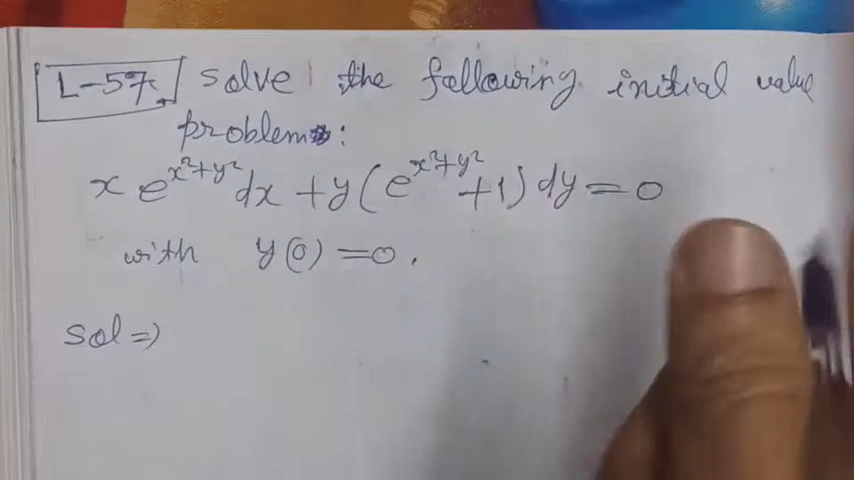 L-57. solve the following initial value
problem:
x e^{x²+y²} dx + y(e^{x²+y²} + 1) dy = 0
with y(0) = 0.
Sol ⇒